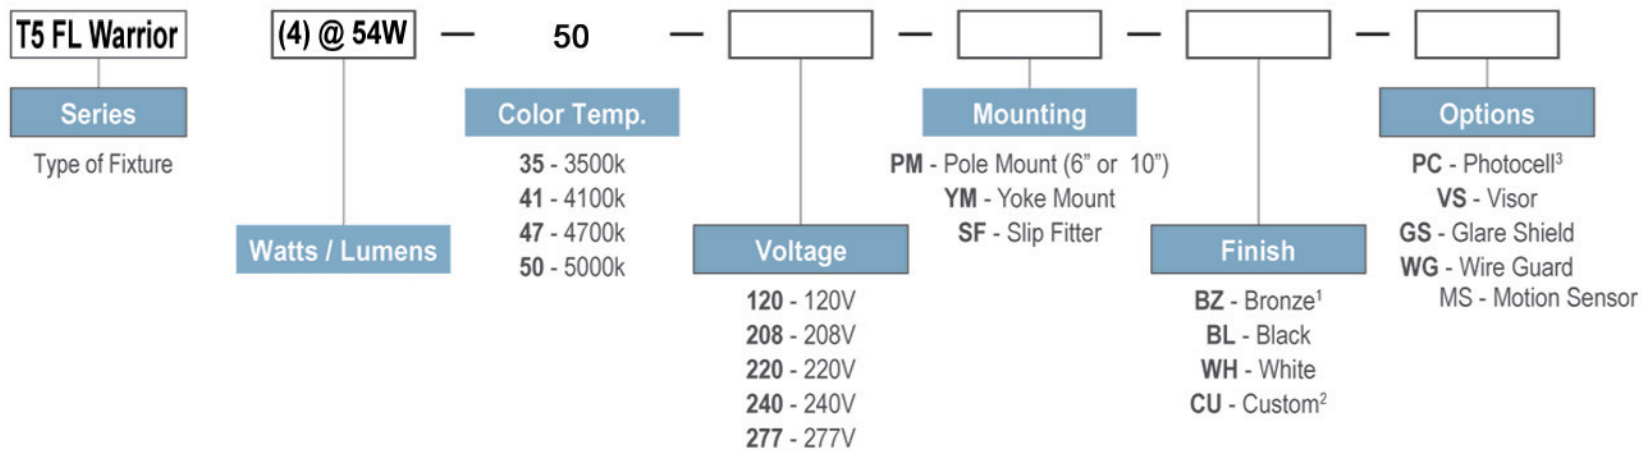 T5 FL Warrior (4) @ 54W — 50 — — — —
Series
Type of Fixture
Watts / Lumens
Color Temp.
35 - 3500k
41 - 4100k
47 - 4700k
50 - 5000k
Voltage
120 - 120V
208 - 208V
220 - 220V
240 - 240V
277 - 277V
Mounting
PM - Pole Mount (6” or 10”)
YM - Yoke Mount
SF - Slip Fitter
Finish
BZ - Bronze¹
BL - Black
WH - White
CU - Custom²
Options
PC - Photocell³
VS - Visor
GS - Glare Shield
WG - Wire Guard
MS - Motion Sensor